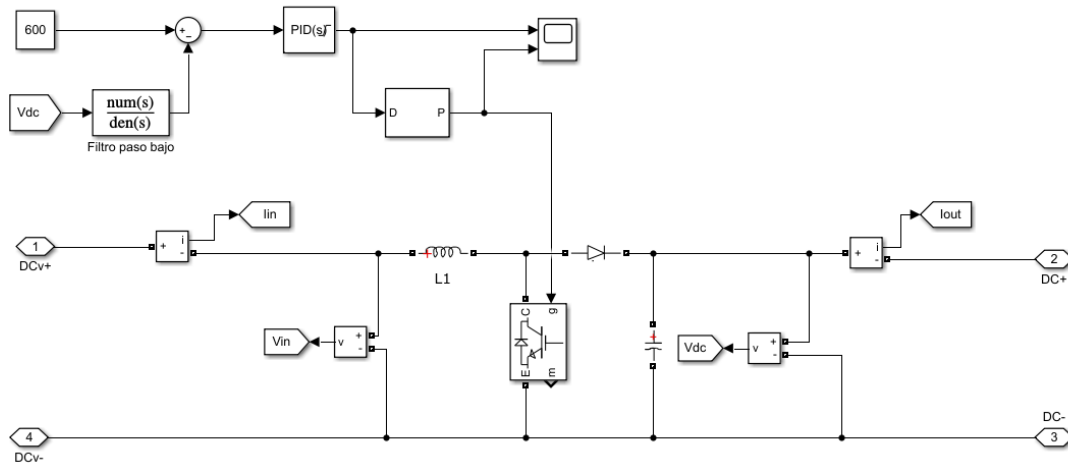 600
+
−
PID(s)
Vdc
num(s)
den(s)
Filtro paso bajo
D
P
Iin
Iout
1
DCv+
+
i
-
+
i
-
2
DC+
L1
C
g
E
m
Vin
v
+
-
Vdc
v
+
-
+
+
4
DCv-
DC-
3